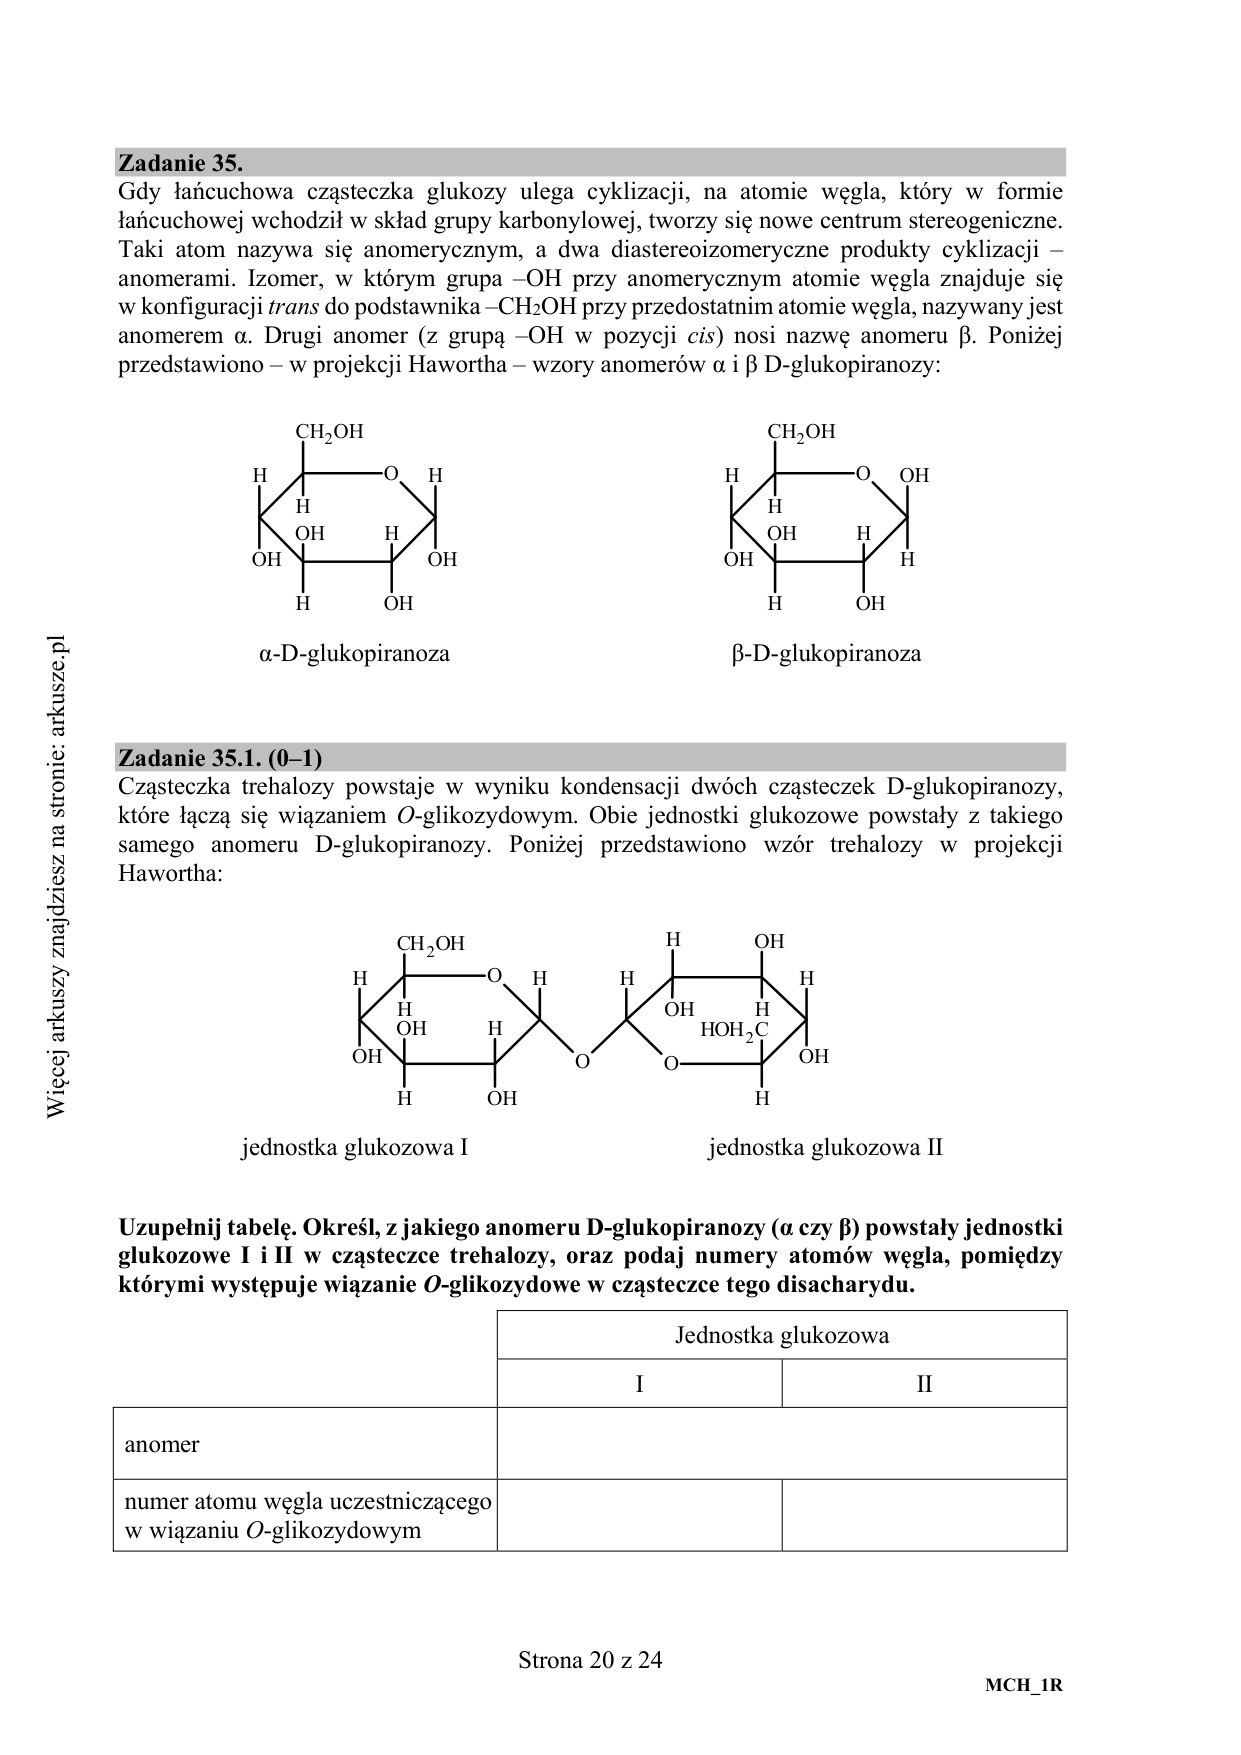 Zadanie 35.
Gdy łańcuchowa cząsteczka glukozy ulega cyklizacji, na atomie węgla, który w formie
łańcuchowej wchodził w skład grupy karbonylowej, tworzy się nowe centrum stereogeniczne.
Taki atom nazywa się anomerycznym, a dwa diastereoizomeryczne produkty cyklizacji –
anomerami. Izomer, w którym grupa –OH przy anomerycznym atomie węgla znajduje się
w konfiguracji trans do podstawnika –CH2OH przy przedostatnim atomie węgla, nazywany jest
anomerem α. Drugi anomer (z grupą –OH w pozycji cis) nosi nazwę anomeru β. Poniżej
przedstawiono – w projekcji Hawortha – wzory anomerów α i β D-glukopiranozy:
CH2OH
H O H
H
OH H
OH OH
H OH
α-D-glukopiranoza
CH2OH
H O OH
H
OH H
OH H
H OH
β-D-glukopiranoza
Zadanie 35.1. (0–1)
Cząsteczka trehalozy powstaje w wyniku kondensacji dwóch cząsteczek D-glukopiranozy,
które łączą się wiązaniem O-glikozydowym. Obie jednostki glukozowe powstały z takiego
samego anomeru D-glukopiranozy. Poniżej przedstawiono wzór trehalozy w projekcji
Hawortha:
CH2OH H OH
H O H H H
H OH H
OH H HOH2C
OH O O OH
H OH H
jednostka glukozowa I jednostka glukozowa II
Uzupełnij tabelę. Określ, z jakiego anomeru D-glukopiranozy (α czy β) powstały jednostki
glukozowe I i II w cząsteczce trehalozy, oraz podaj numery atomów węgla, pomiędzy
którymi występuje wiązanie O-glikozydowe w cząsteczce tego disacharydu.
Jednostka glukozowa
I II
anomer
numer atomu węgla uczestniczącego
w wiązaniu O-glikozydowym
Strona 20 z 24
MCH_1R
Więcej arkuszy znajdziesz na stronie: arkusze.pl